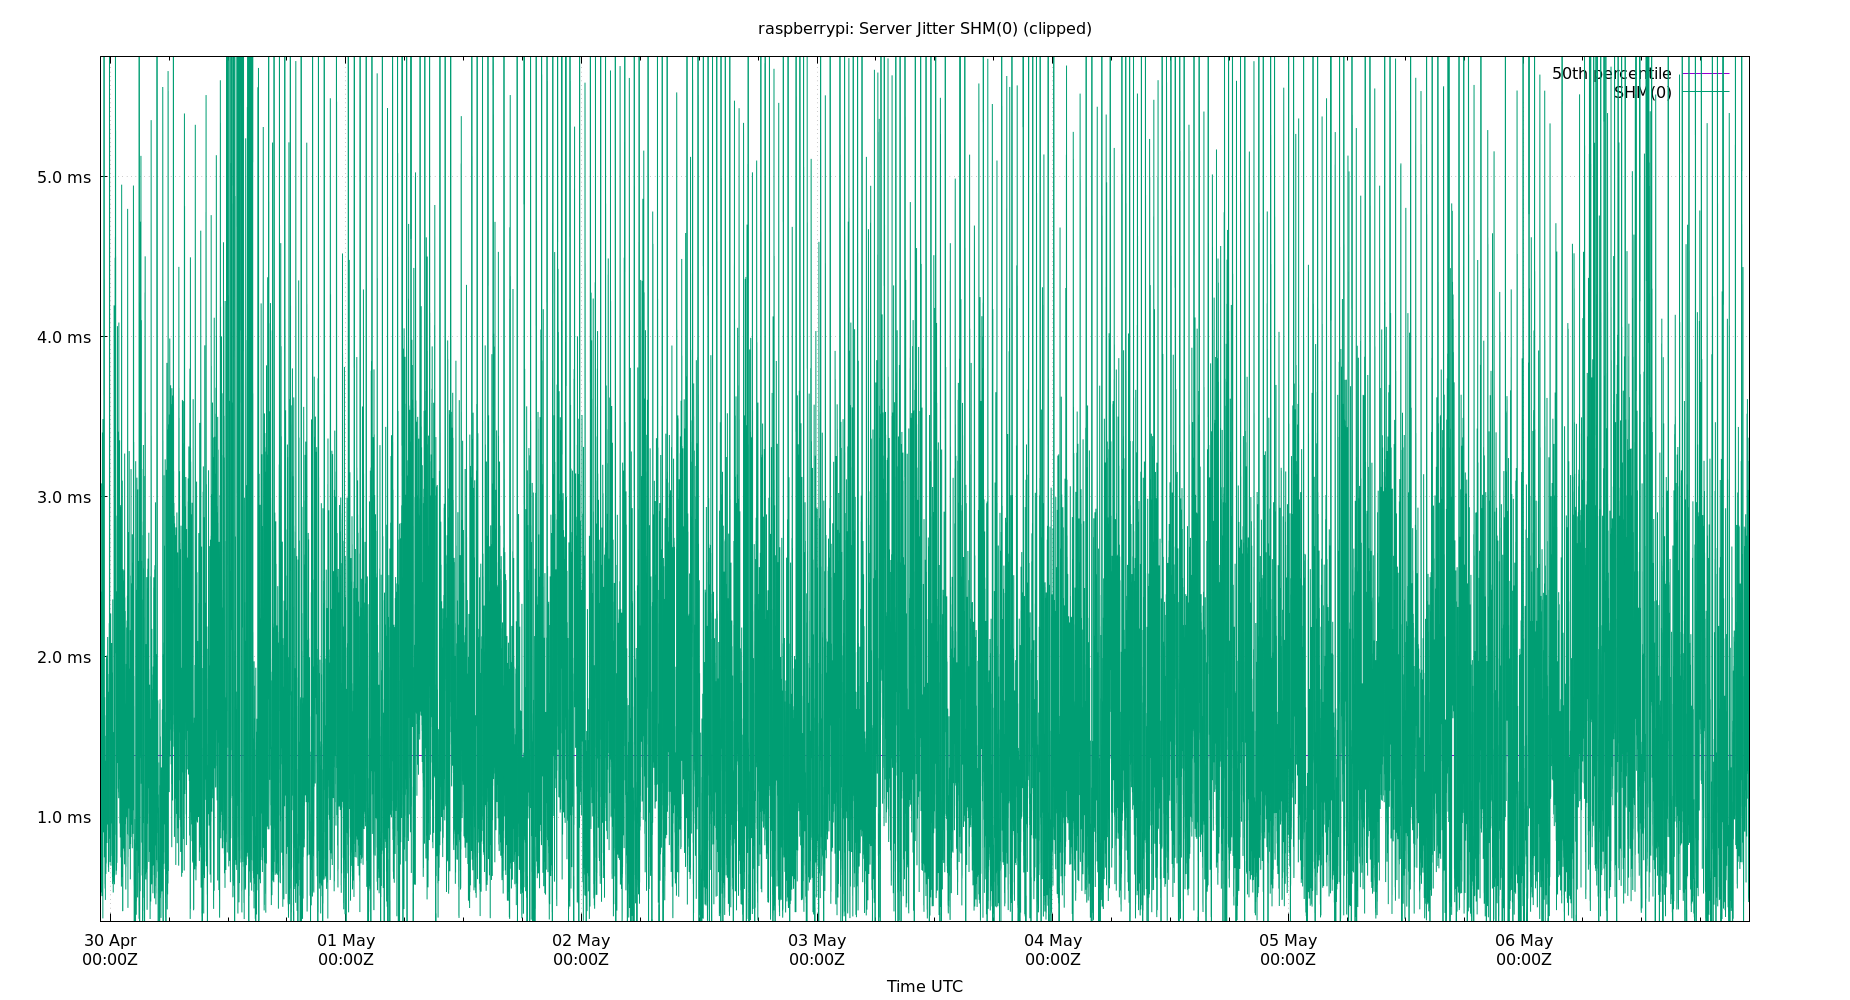 raspberrypi: Server Jitter SHM(0) (clipped)
50th percentile
SHM(0)
5.0 ms
4.0 ms
3.0 ms
2.0 ms
1.0 ms
30 Apr 01 May 02 May 03 May 04 May 05 May 06 May
00:00Z 00:00Z 00:00Z 00:00Z 00:00Z 00:00Z 00:00Z
Time UTC